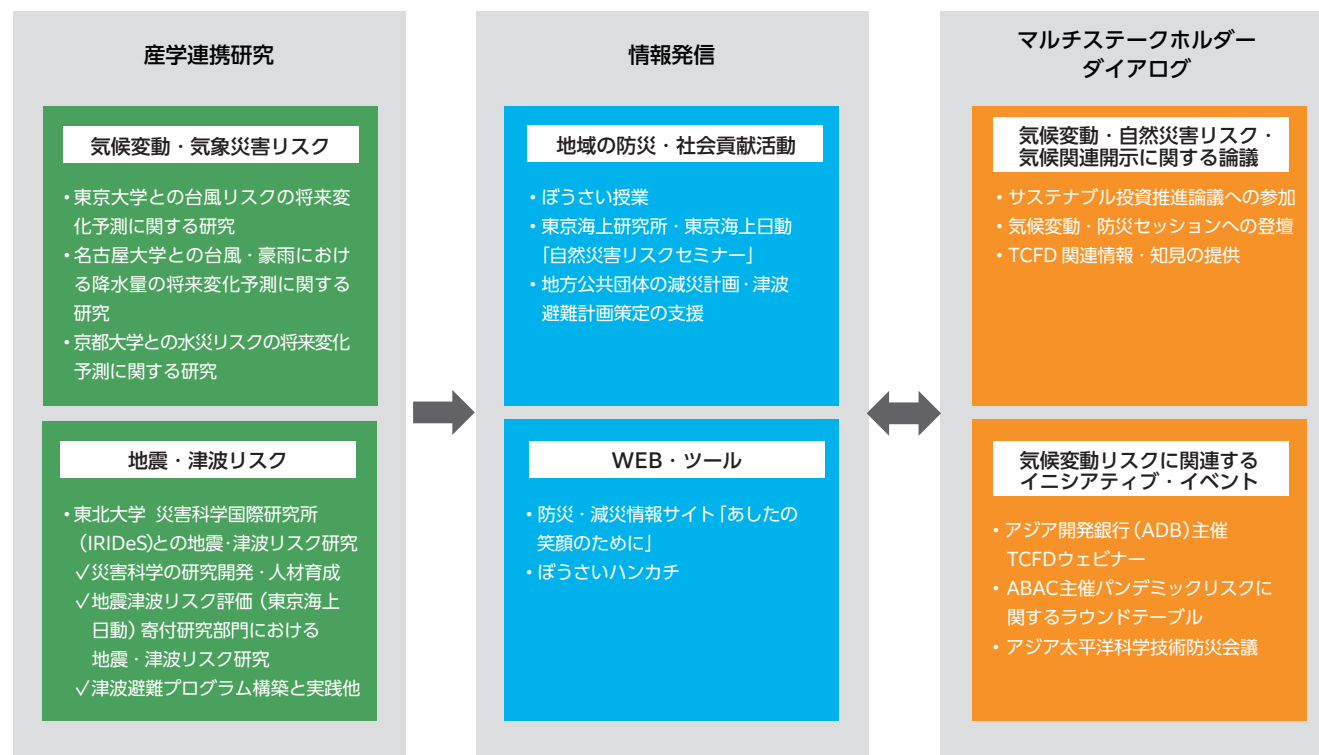 産学連携研究
気候変動・気象災害リスク
・東京大学との台風リスクの将来変
化予測に関する研究
・名古屋大学との台風・豪雨におけ
る降水量の将来変化予測に関する
研究
・京都大学との水災リスクの将来変化
予測に関する研究
地震・津波リスク
・東北大学 災害科学国際研究所
(IRIDeS)との地震・津波リスク研究
✓災害科学の研究開発・人材育成
✓地震津波リスク評価(東京海上
日動)寄付研究部門における
地震・津波リスク研究
✓津波避難プログラム構築と実践他
情報発信
地域の防災・社会貢献活動
・ぼうさい授業
・東京海上研究所・東京海上日動
「自然災害リスクセミナー」
・地方公共団体の減災計画・津波
避難計画策定の支援
WEB・ツール
・防災・減災情報サイト「あしたの
笑顔のために」
・ぼうさいハンカチ
マルチステークホルダー
ダイアログ
気候変動・自然災害リスク・
気候関連開示に関する論議
・サステナブル投資推進論議への参加
・気候変動・防災セッションへの登壇
・TCFD 関連情報・知見の提供
気候変動リスクに関連する
イニシアティブ・イベント
・アジア開発銀行(ADB)主催
TCFDウェビナー
・ABAC主催パンデミックリスクに
関するラウンドテーブル
・アジア太平洋科学技術防災会議